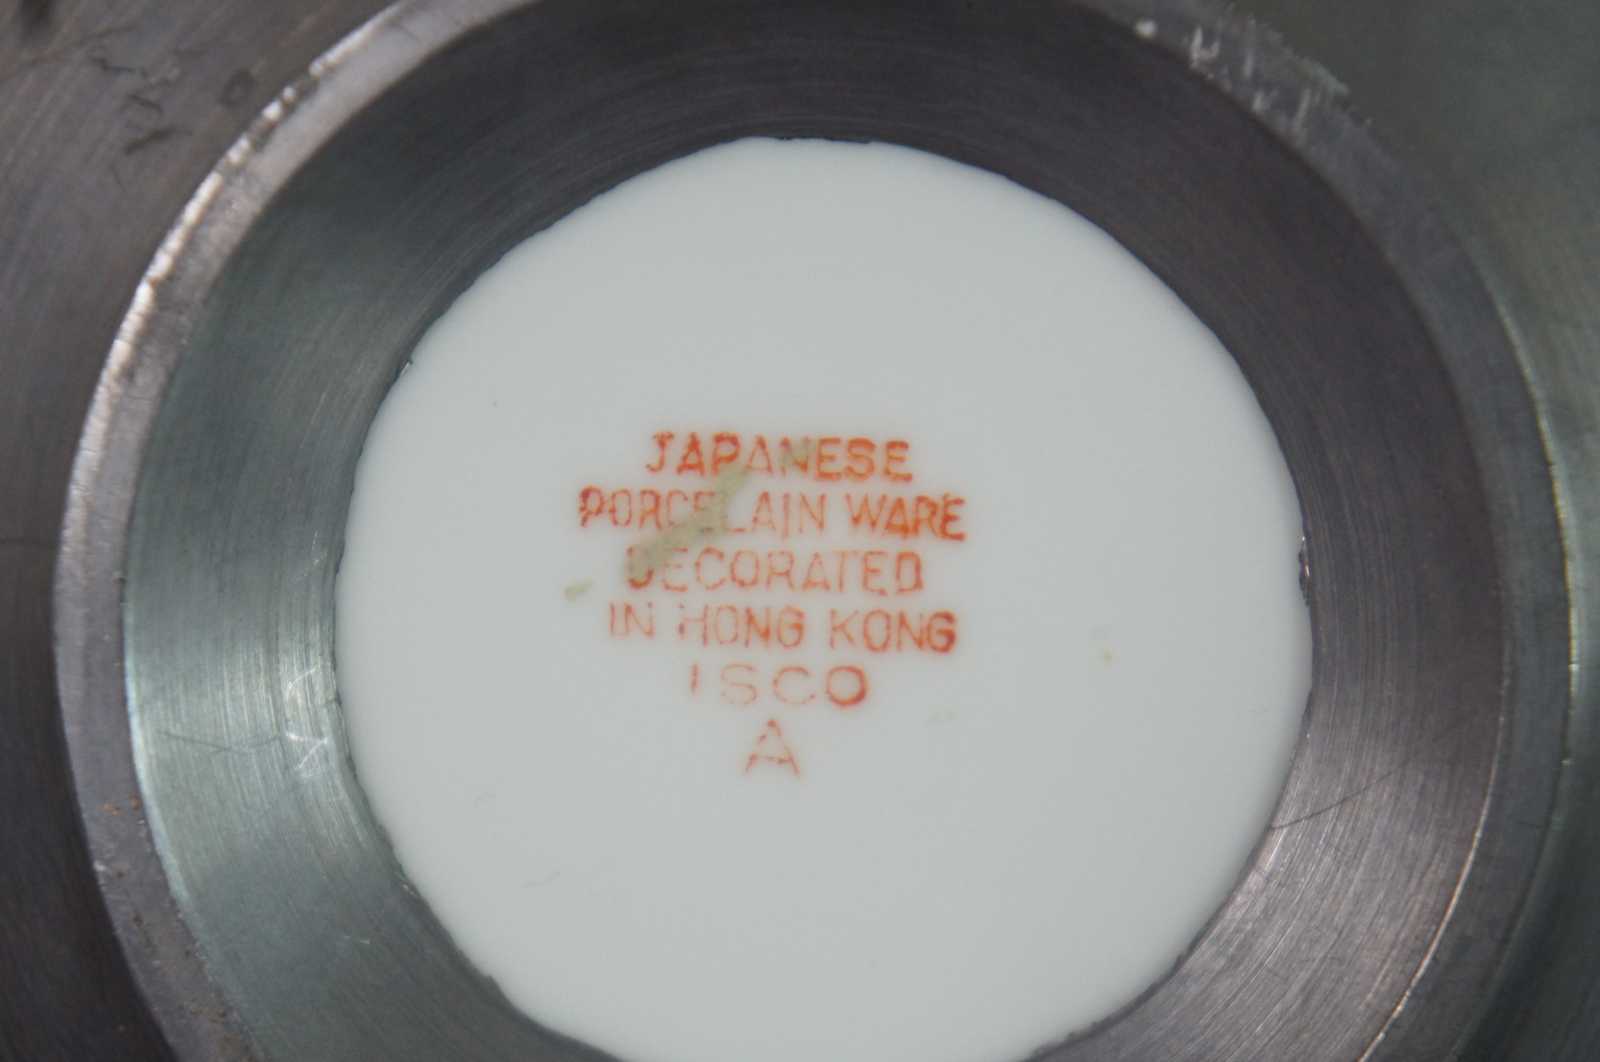 JAPANESE
PORCELAIN WARE
DECORATED
IN HONG KONG
ISCO
A